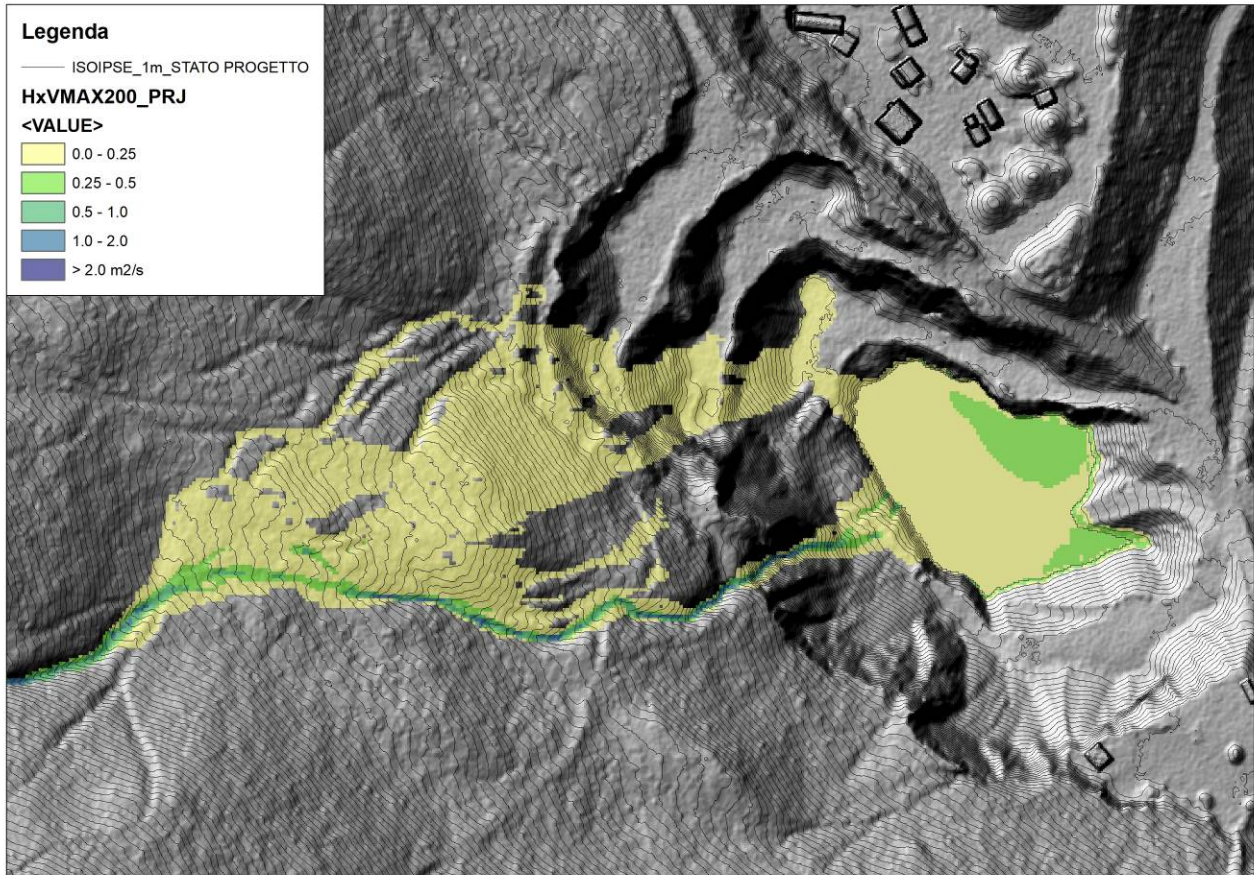 Legenda
ISOIPSE_1m_STATO PROGETTO
HxVMAX200_PRJ
<VALUE>
0.0 - 0.25
0.25 - 0.5
0.5 - 1.0
1.0 - 2.0
> 2.0 m2/s